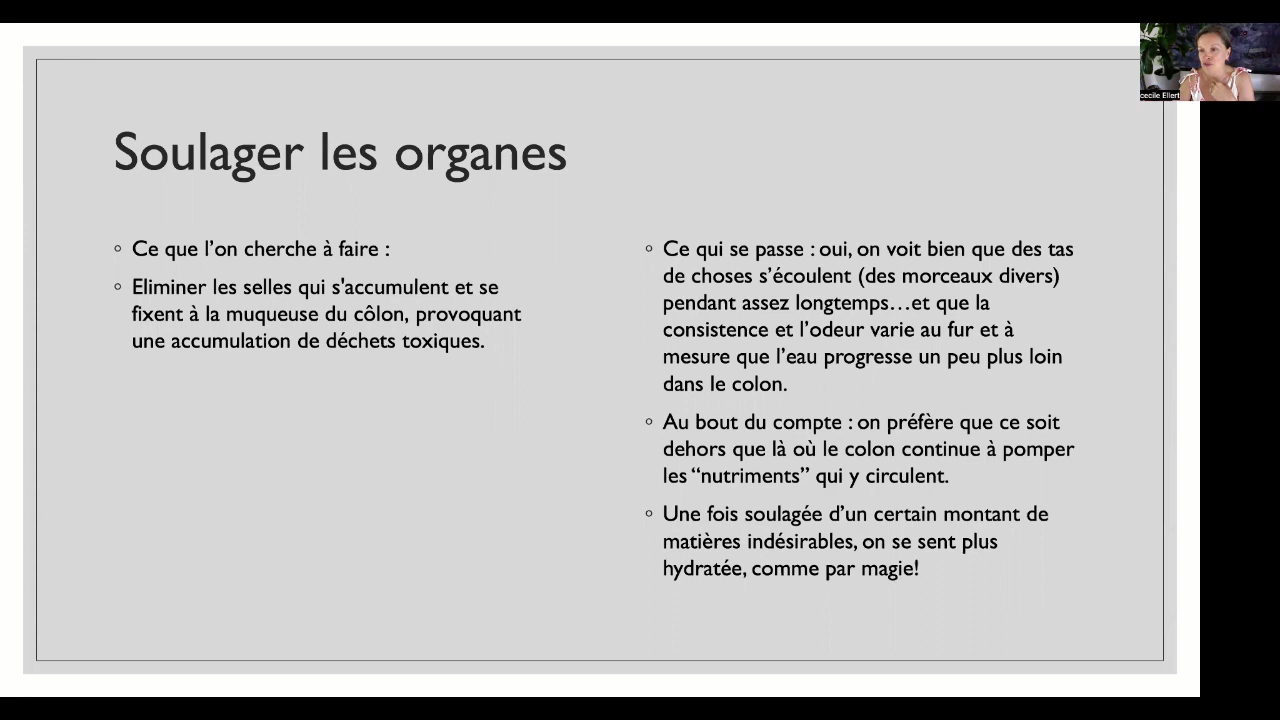 cecile Ellert
Soulager les organes
◦ Ce que l’on cherche à faire :
◦ Eliminer les selles qui s'accumulent et se
fixent à la muqueuse du côlon, provoquant
une accumulation de déchets toxiques.
◦ Ce qui se passe : oui, on voit bien que des tas
de choses s’écoulent (des morceaux divers)
pendant assez longtemps…et que la
consistence et l’odeur varie au fur et à
mesure que l’eau progresse un peu plus loin
dans le colon.
◦ Au bout du compte : on préfère que ce soit
dehors que là où le colon continue à pomper
les “nutriments” qui y circulent.
◦ Une fois soulagée d’un certain montant de
matières indésirables, on se sent plus
hydratée, comme par magie!